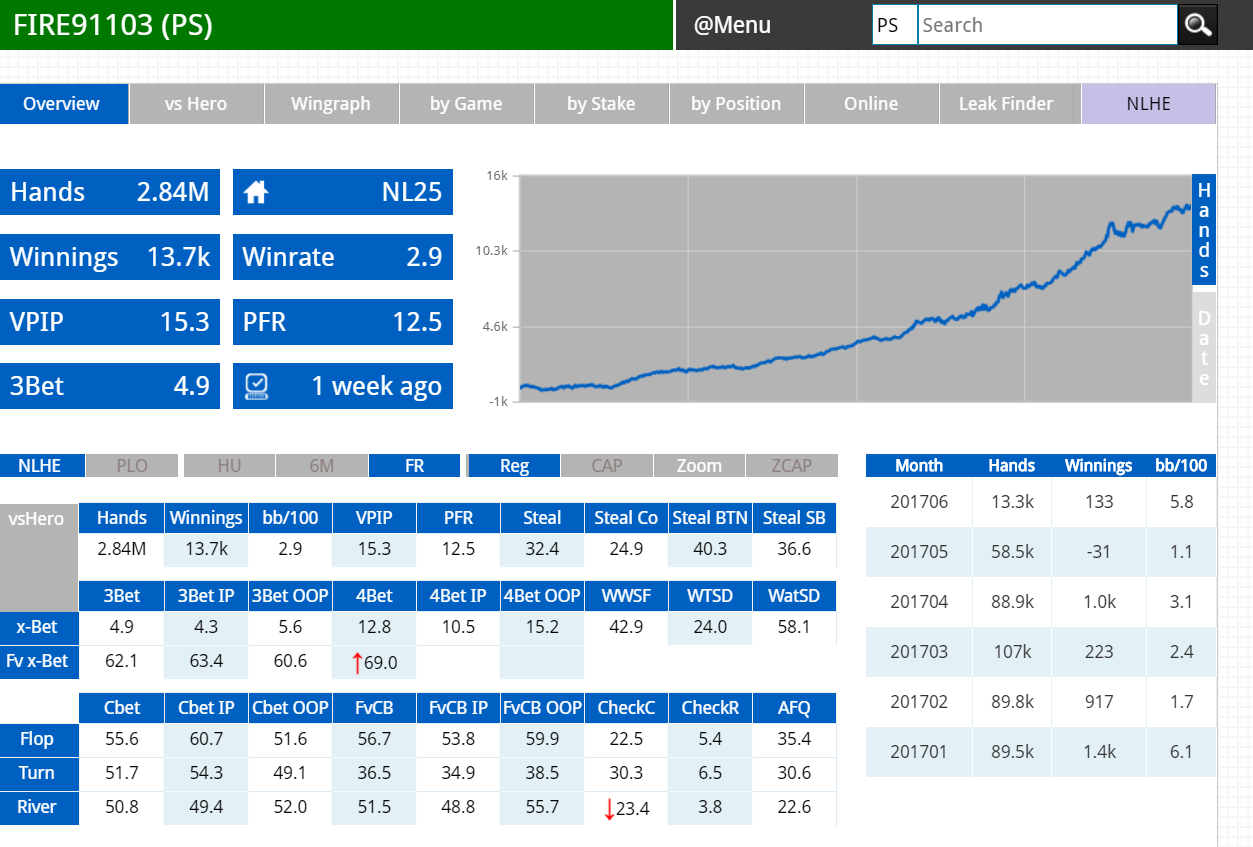 FIRE91103 (PS)
@Menu
PS Search
Overview vs Hero Wingraph by Game by Stake by Position Online Leak Finder NLHE
Hands 2.84M NL25
Winnings 13.7k Winrate 2.9
VPIP 15.3 PFR 12.5
3Bet 4.9 1 week ago
16k
10.3k
4.6k
-1k
Hands
Date
NLHE PLO HU 6M FR Reg CAP Zoom ZCAP
vsHero Hands Winnings bb/100 VPIP PFR Steal Steal Co Steal BTN Steal SB
2.84M 13.7k 2.9 15.3 12.5 32.4 24.9 40.3 36.6
3Bet 3Bet IP 3Bet OOP 4Bet 4Bet IP 4Bet OOP WWSF WTSD WatSD
x-Bet 4.9 4.3 5.6 12.8 10.5 15.2 42.9 24.0 58.1
Fv x-Bet 62.1 63.4 60.6 ↑69.0
Cbet Cbet IP Cbet OOP FvCB FvCB IP FvCB OOP CheckC CheckR AFQ
Flop 55.6 60.7 51.6 56.7 53.8 59.9 22.5 5.4 35.4
Turn 51.7 54.3 49.1 36.5 34.9 38.5 30.3 6.5 30.6
River 50.8 49.4 52.0 51.5 48.8 55.7 ↓23.4 3.8 22.6
Month Hands Winnings bb/100
201706 13.3k 133 5.8
201705 58.5k -31 1.1
201704 88.9k 1.0k 3.1
201703 107k 223 2.4
201702 89.8k 917 1.7
201701 89.5k 1.4k 6.1